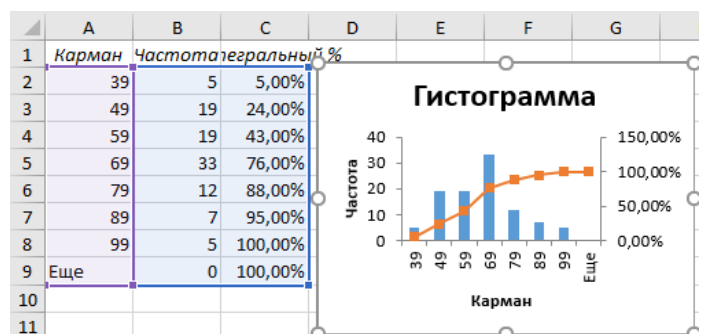 A B C D E F G
1 Карман Частота тегральный %
2 39 5 5,00%
3 49 19 24,00%
4 59 19 43,00%
5 69 33 76,00%
6 79 12 88,00%
7 89 7 95,00%
8 99 5 100,00%
9 Еще 0 100,00%
10
11
Гистограмма
Частота
40
30
20
10
0
150,00%
100,00%
50,00%
0,00%
39 49 59 69 79 89 99 Еще
Карман